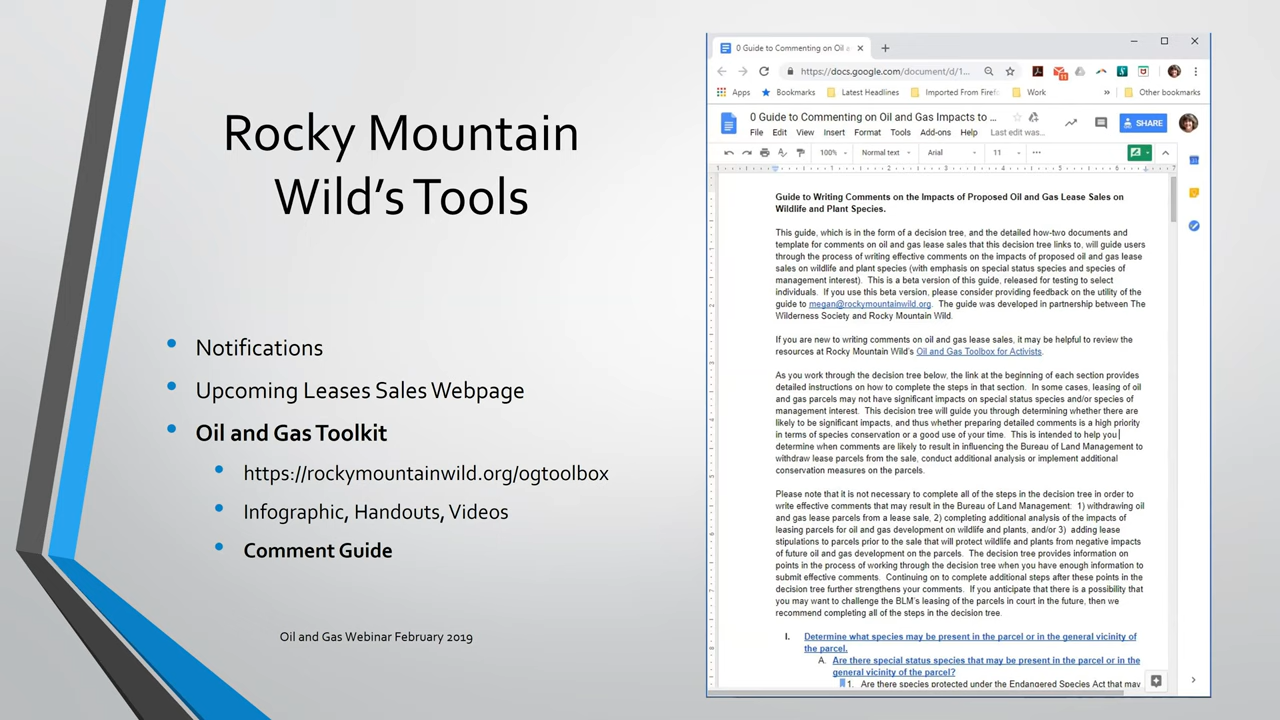 Rocky Mountain
Wild's Tools
Notifications
Upcoming Leases Sales Webpage
Oil and Gas Toolkit
https://rockymountainwild.org/ogtoolbox
Infographic, Handouts, Videos
Comment Guide
Oil and Gas Webinar February 2019
0 Guide to Commenting on Oil a
https://docs.google.com/document/d/1...
11
Apps Bookmarks Latest Headlines Imported From Firef Work » Other bookmarks
0 Guide to Commenting on Oil and Gas Impacts to ...
File Edit View Insert Format Tools Add-ons Help Last edit was...
SHARE
100% Normal text Arial 11
Guide to Writing Comments on the Impacts of Proposed Oil and Gas Lease Sales on
Wildlife and Plant Species.
This guide, which is in the form of a decision tree, and the detailed how-two documents and
template for comments on oil and gas lease sales that this decision tree links to, will guide users
through the process of writing effective comments on the impacts of proposed oil and gas lease
sales on wildlife and plant species (with emphasis on special status species and species of
management interest). This is a beta version of this guide, released for testing to select
individuals. If you use this beta version, please consider providing feedback on the utility of the
guide to megan@rockymountainwild.org. The guide was developed in partnership between The
Wilderness Society and Rocky Mountain Wild.
If you are new to writing comments on oil and gas lease sales, it may be helpful to review the
resources at Rocky Mountain Wild's Oil and Gas Toolbox for Activists.
As you work through the decision tree below, the link at the beginning of each section provides
detailed instructions on how to complete the steps in that section. In some cases, leasing of oil
and gas parcels may not have significant impacts on special status species and/or species of
management interest. This decision tree will guide you through determining whether there are
likely to be significant impacts, and thus whether preparing detailed comments is a high priority
in terms of species conservation or a good use of your time. This is intended to help you
determine when comments are likely to result in influencing the Bureau of Land Management to
withdraw lease parcels from the sale, conduct additional analysis or implement additional
conservation measures on the parcels.
Please note that it is not necessary to complete all of the steps in the decision tree in order to
write effective comments that may result in the Bureau of Land Management: 1) withdrawing oil
and gas lease parcels from a lease sale, 2) completing additional analysis of the impacts of
leasing parcels for oil and gas development on wildlife and plants, and/or 3) adding lease
stipulations to parcels prior to the sale that will protect wildlife and plants from negative impacts
of future oil and gas development on the parcels. The decision tree provides information on
points in the process of working through the decision tree when you have enough information to
submit effective comments. Continuing on to complete additional steps after these points in the
decision tree further strengthens your comments. If you anticipate that there is a possibility that
you may want to challenge the BLM's leasing of the parcels in court in the future, then we
recommend completing all of the steps in the decision tree.
I. Determine what species may be present in the parcel or in the general vicinity of
the parcel.
A. Are there special status species that may be present in the parcel or in the
general vicinity of the parcel?
1. Are there species protected under the Endangered Species Act that may